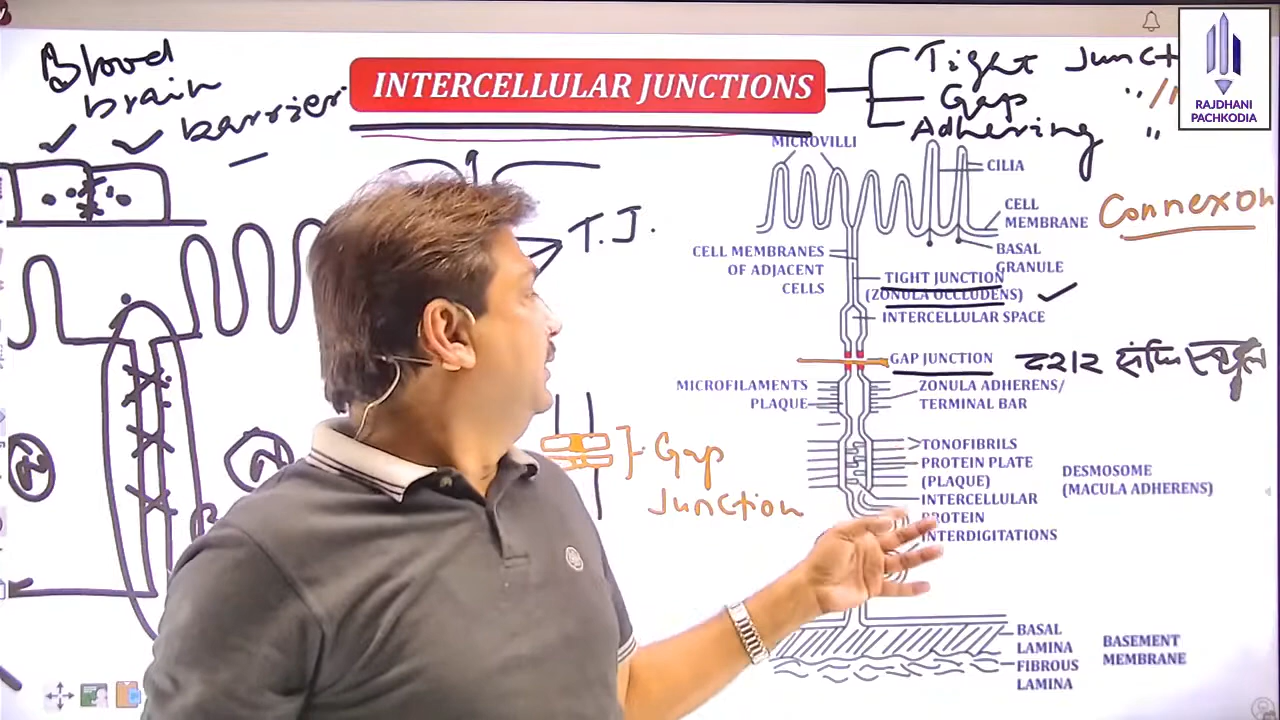 Blood
brain
barrier
INTERCELLULAR JUNCTIONS
Tight Junct
Gap "
Adhering "
RAJDHANI
PACHKODIA
MICROVILLI
CILIA
CELL
MEMBRANE
Connexon
BASAL
GRANULE
CELL MEMBRANES
OF ADJACENT
CELLS
T.J.
TIGHT JUNCTION
(ZONULA OCCLUDENS)
INTERCELLULAR SPACE
GAP JUNCTION
MICROFILAMENTS
PLAQUE
ZONULA ADHERENS/
TERMINAL BAR
Gap
Junction
TONOFIBRILS
PROTEIN PLATE
(PLAQUE)
INTERCELLULAR
PROTEIN
INTERDIGITATIONS
DESMOSOME
(MACULA ADHERENS)
BASAL
LAMINA
FIBROUS
LAMINA
BASEMENT
MEMBRANE